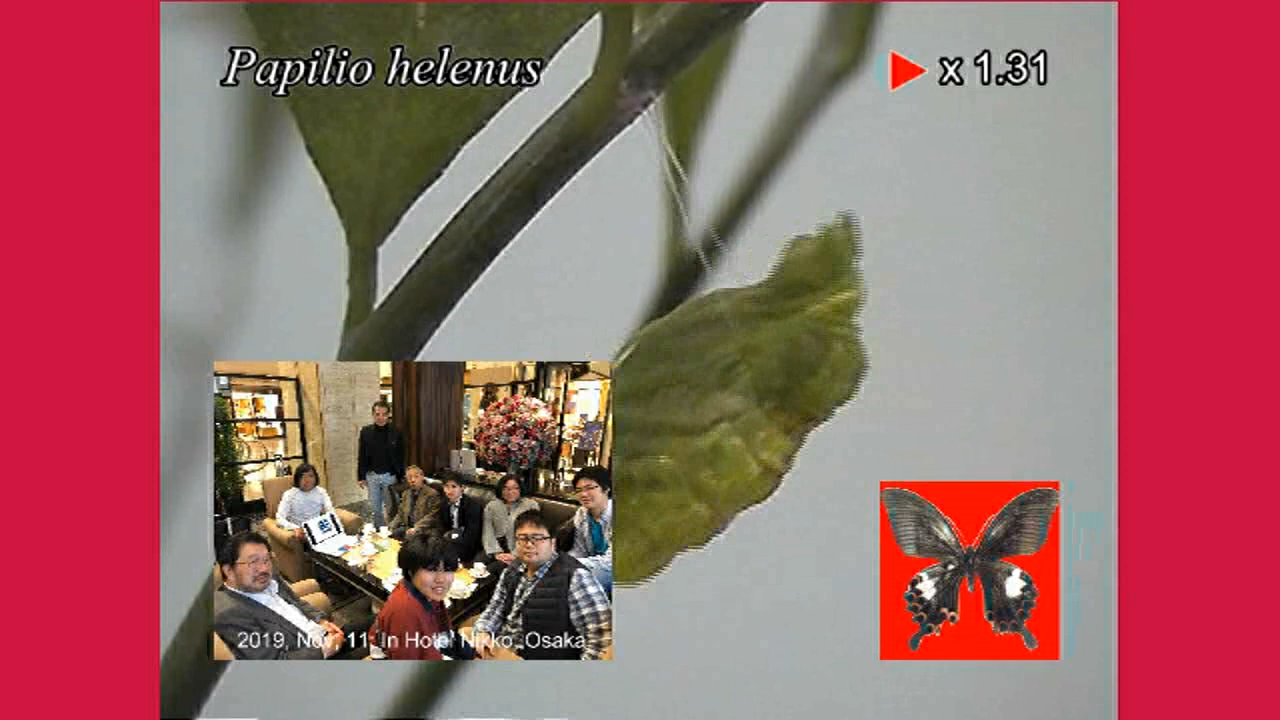 Papilio helenus
x 1.31
2019, Nov, 11, In Hotel Nikko, Osaka